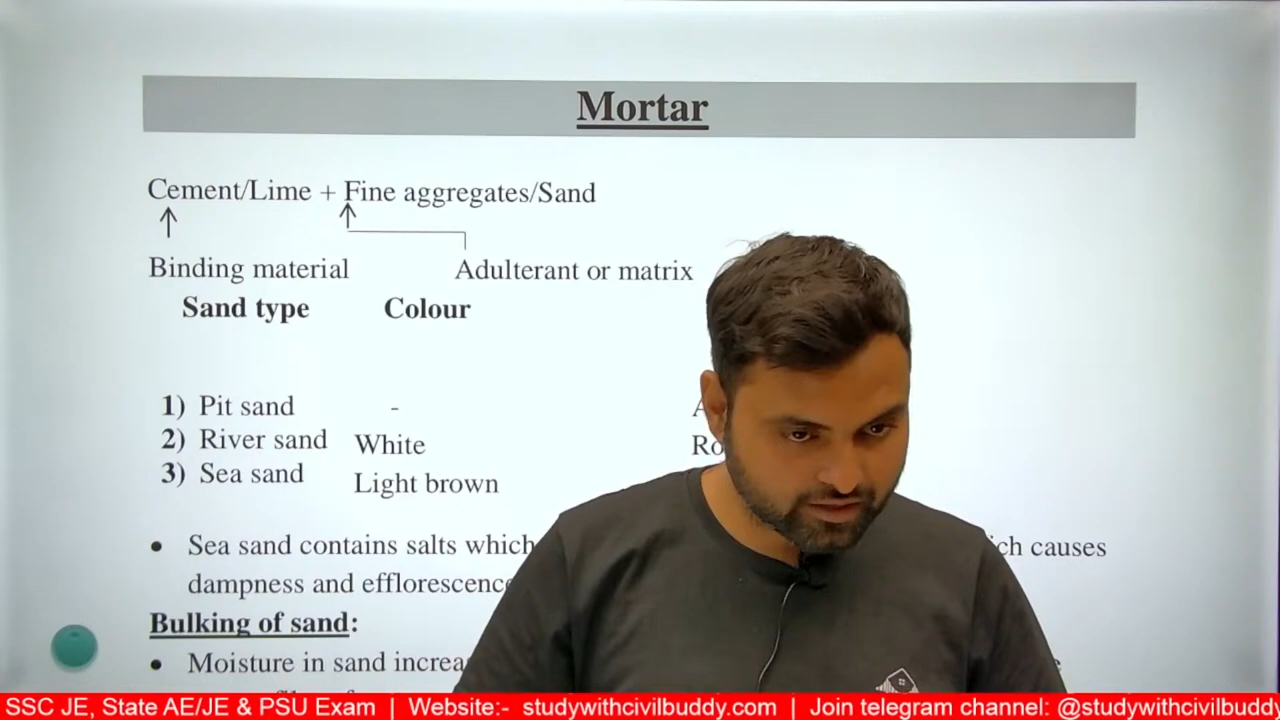 Mortar
Cement/Lime + Fine aggregates/Sand
Binding material Adulterant or matrix
Sand type Colour
1) Pit sand -
2) River sand White
3) Sea sand Light brown
• Sea sand contains salts which causes
dampness and efflorescence
Bulking of sand:
• Moisture in sand
SSC JE, State AE/JE & PSU Exam | Website:- studywithcivilbuddy.com | Join telegram channel: @studywithcivilbuddy